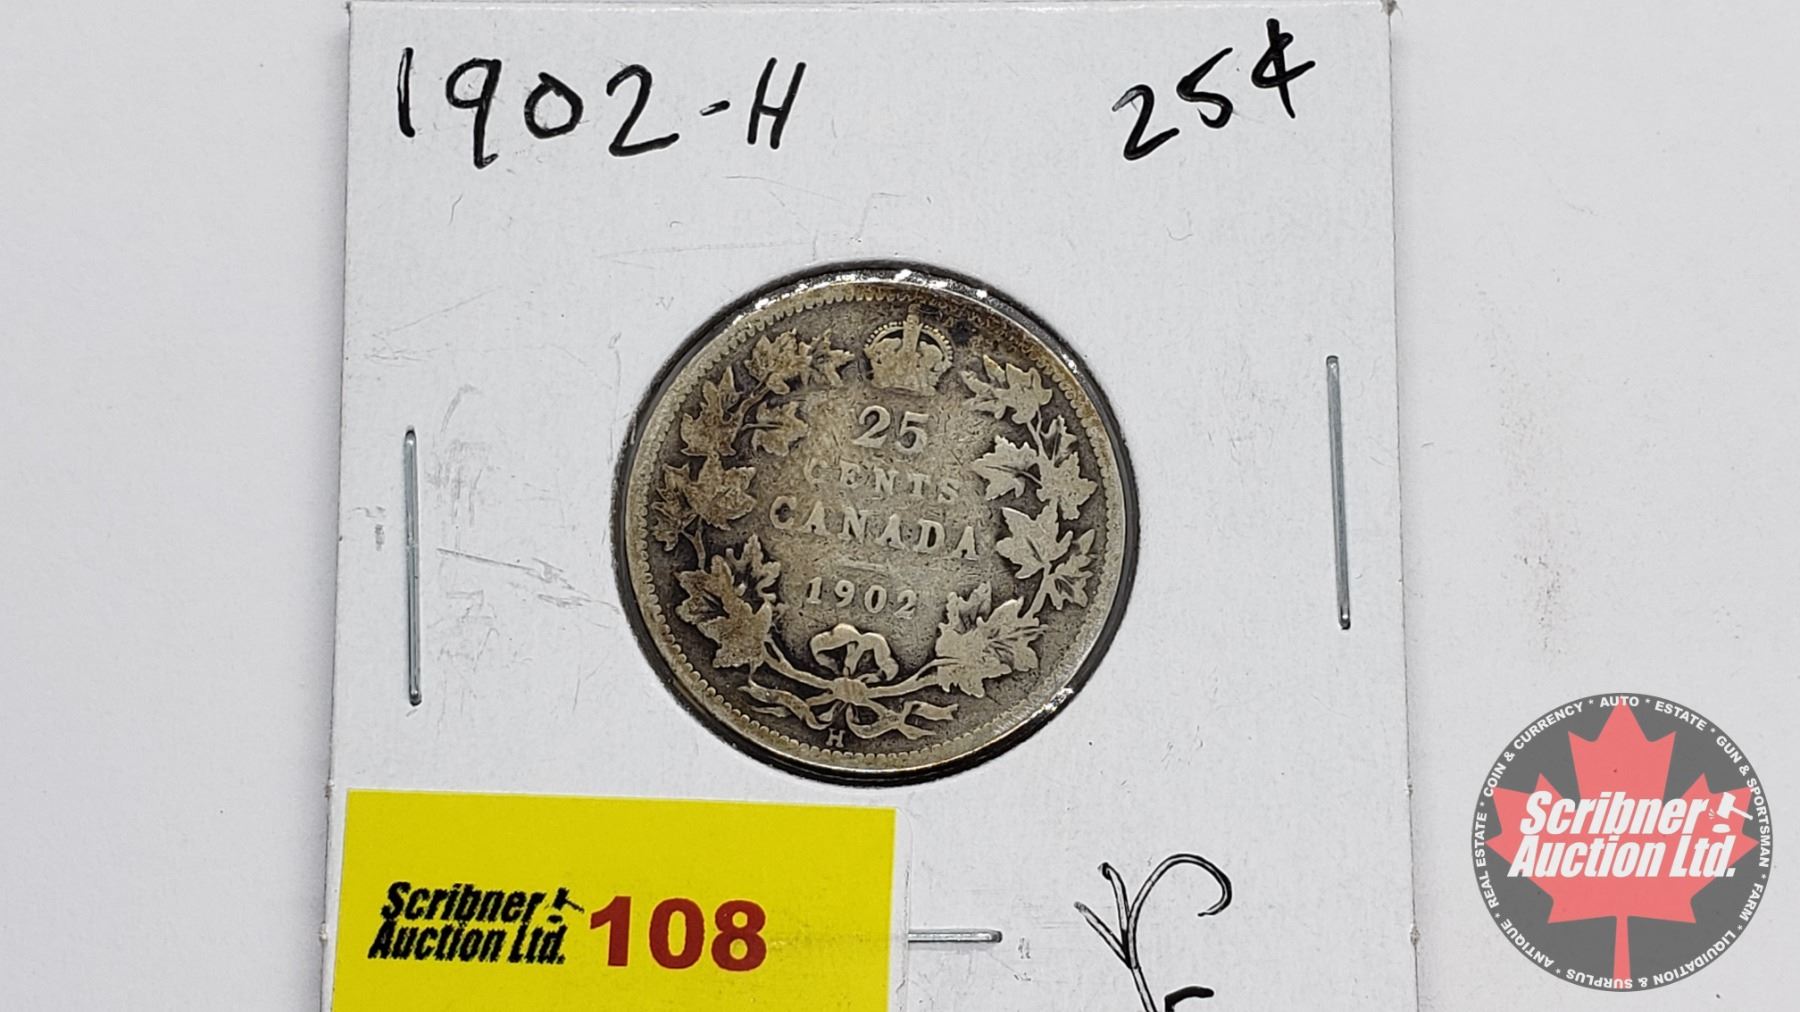 1902-H 25¢
25
CENTS
CANADA
1902
H
Scribner
Auction Ltd.
108
Scribner
Auction Ltd.
COIN & CURRENCY * AUTO * ESTATE * GUN & SPORTSMAN * FARM * LIQUIDATION & SURPLUS * ANTIQUE * REAL ESTATE *